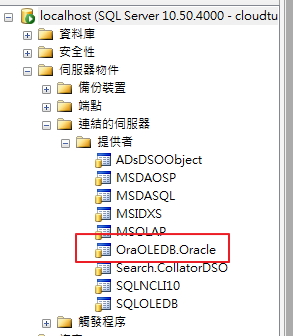 localhost (SQL Server 10.50.4000 - cloudtu
資料庫
安全性
伺服器物件
備份裝置
端點
連結的伺服器
提供者
ADsDSOObject
MSDAOSP
MSDASQL
MSIDXS
MSOLAP
OraOLEDB.Oracle
Search.CollatorDSO
SQLNCLI10
SQLOLEDB
觸發程序